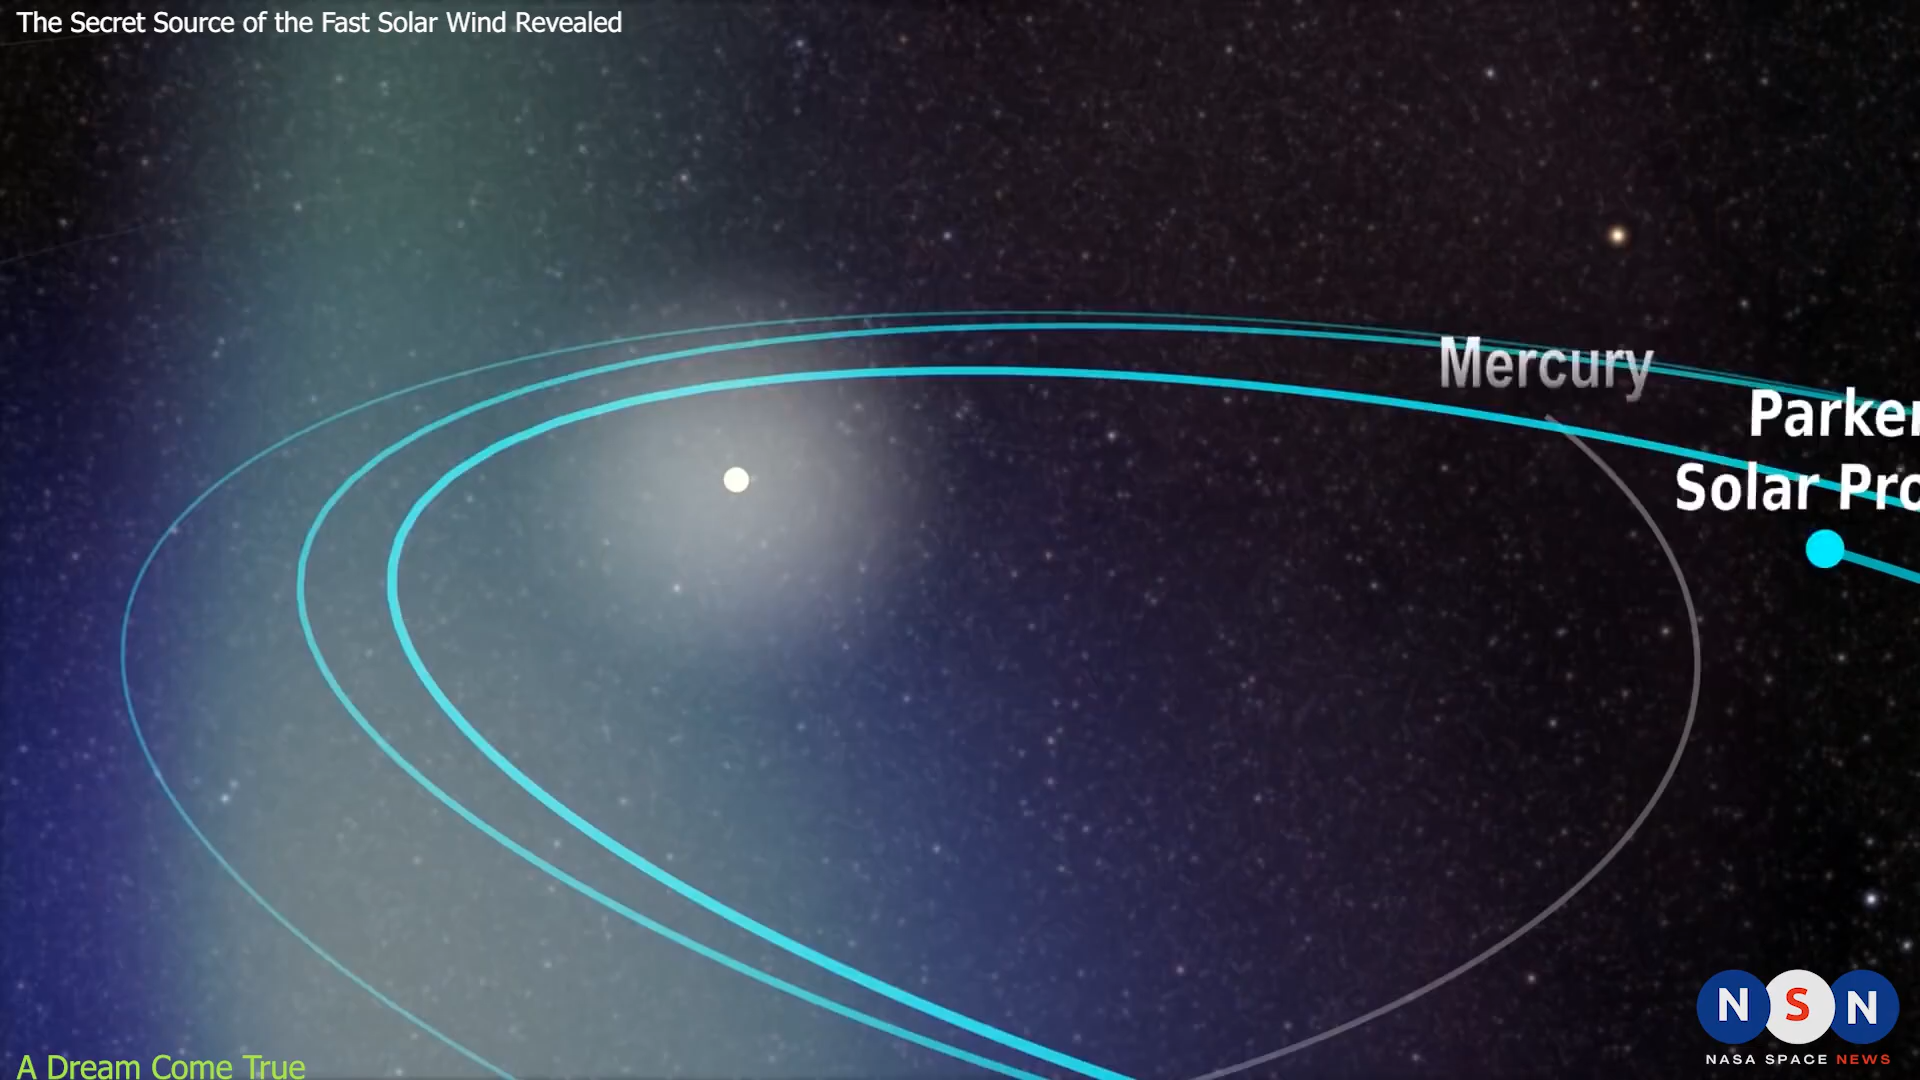 The Secret Source of the Fast Solar Wind Revealed
Mercury
Parker
Solar Pro
A Dream Come True
NSN
NASA SPACE NEWS